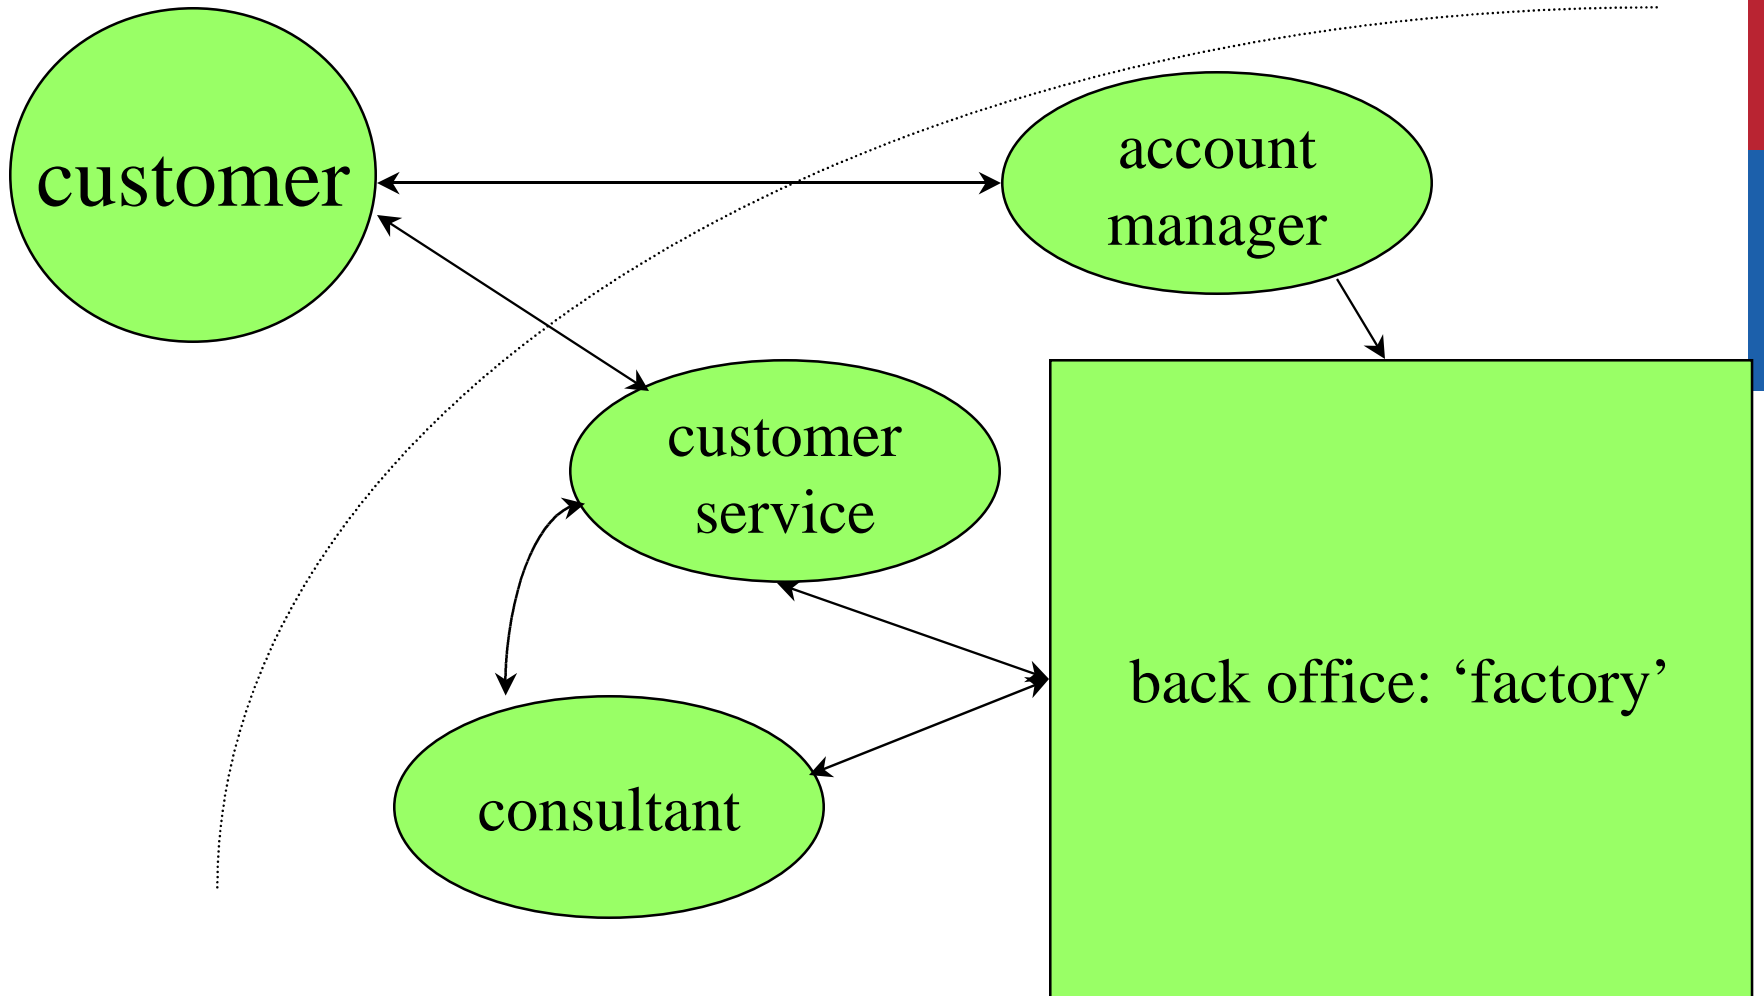 customer
account
manager
customer
service
back office: ‘factory’
consultant